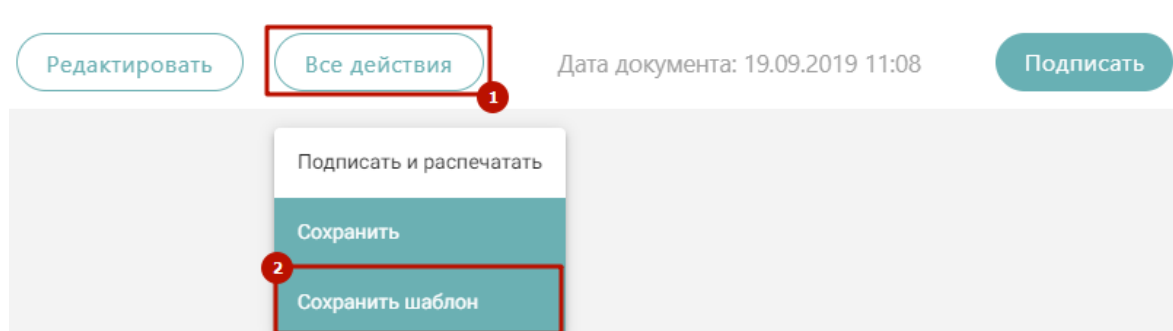 Редактировать Все действия Дата документа: 19.09.2019 11:08 Подписать
1
Подписать и распечатать
Сохранить
2
Сохранить шаблон